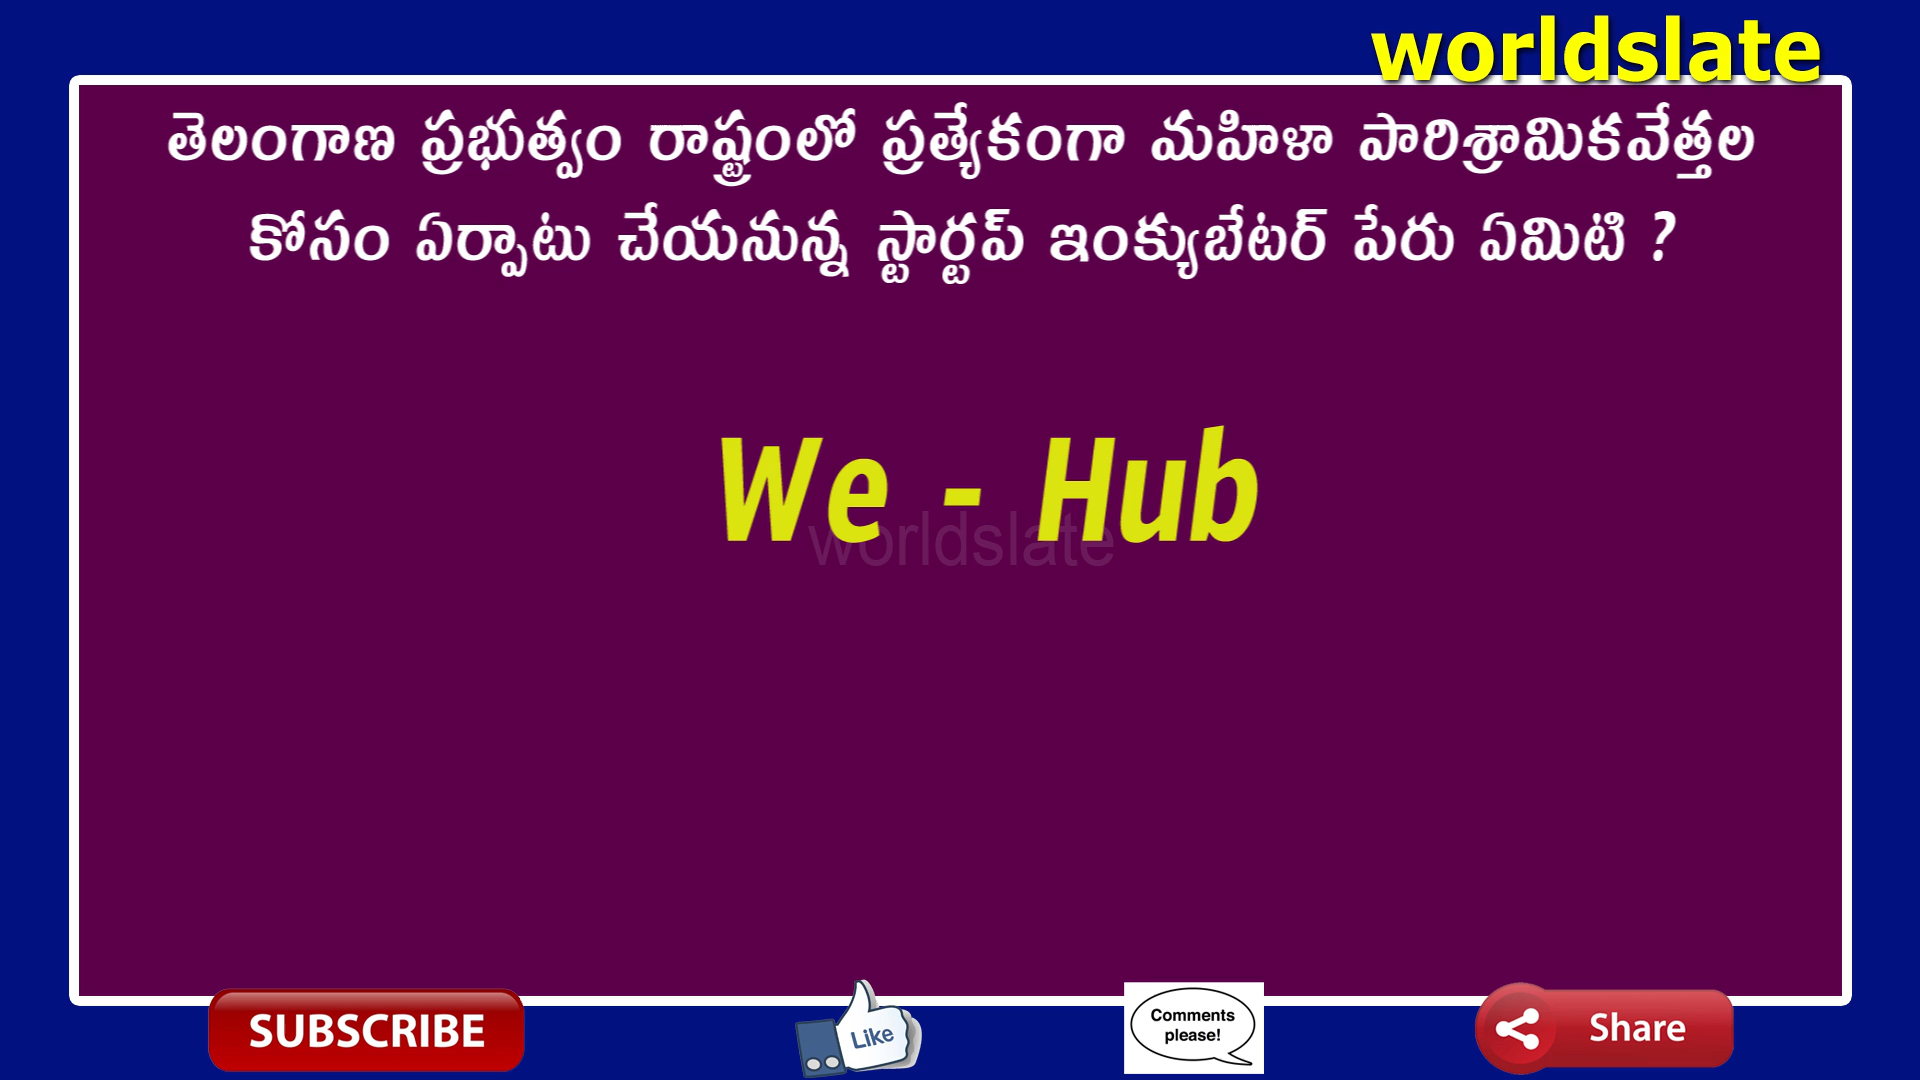 worldslate
తెలంగాణ ప్రభుత్వం రాష్ట్రంలో ప్రత్యేకంగా మహిళా పారిశ్రామికవేత్తల
కోసం ఏర్పాటు చేయనున్న స్టార్టప్ ఇంక్యుబేటర్ పేరు ఏమిటి ?
We - Hub
worldslate
SUBSCRIBE
Like
Comments
please!
Share